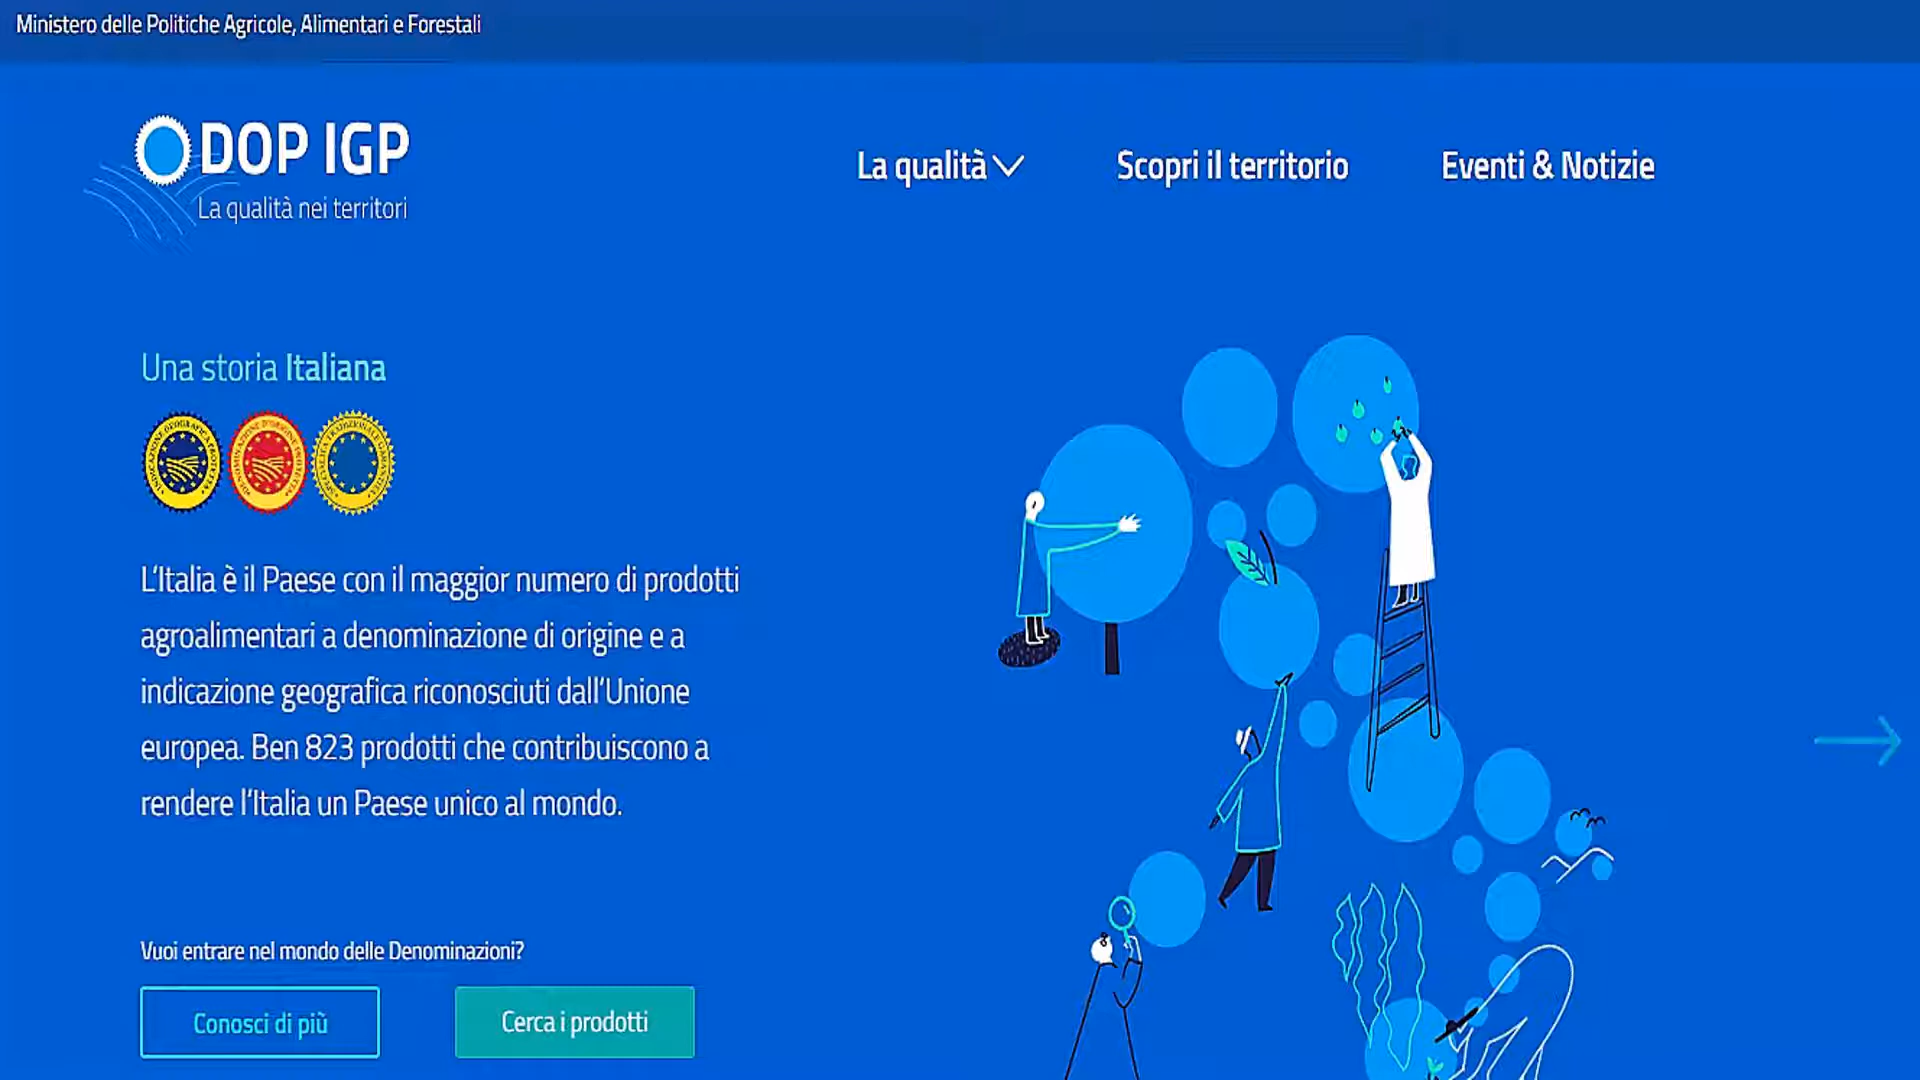 Ministero delle Politiche Agricole, Alimentari e Forestali
DOP IGP
La qualità nei territori
La qualità
Scopri il territorio
Eventi & Notizie
Una storia Italiana
L'Italia è il Paese con il maggior numero di prodotti
agroalimentari a denominazione di origine e a
indicazione geografica riconosciuti dall'Unione
europea. Ben 823 prodotti che contribuiscono a
rendere l'Italia un Paese unico al mondo.
Vuoi entrare nel mondo delle Denominazioni?
Conosci di più
Cerca i prodotti